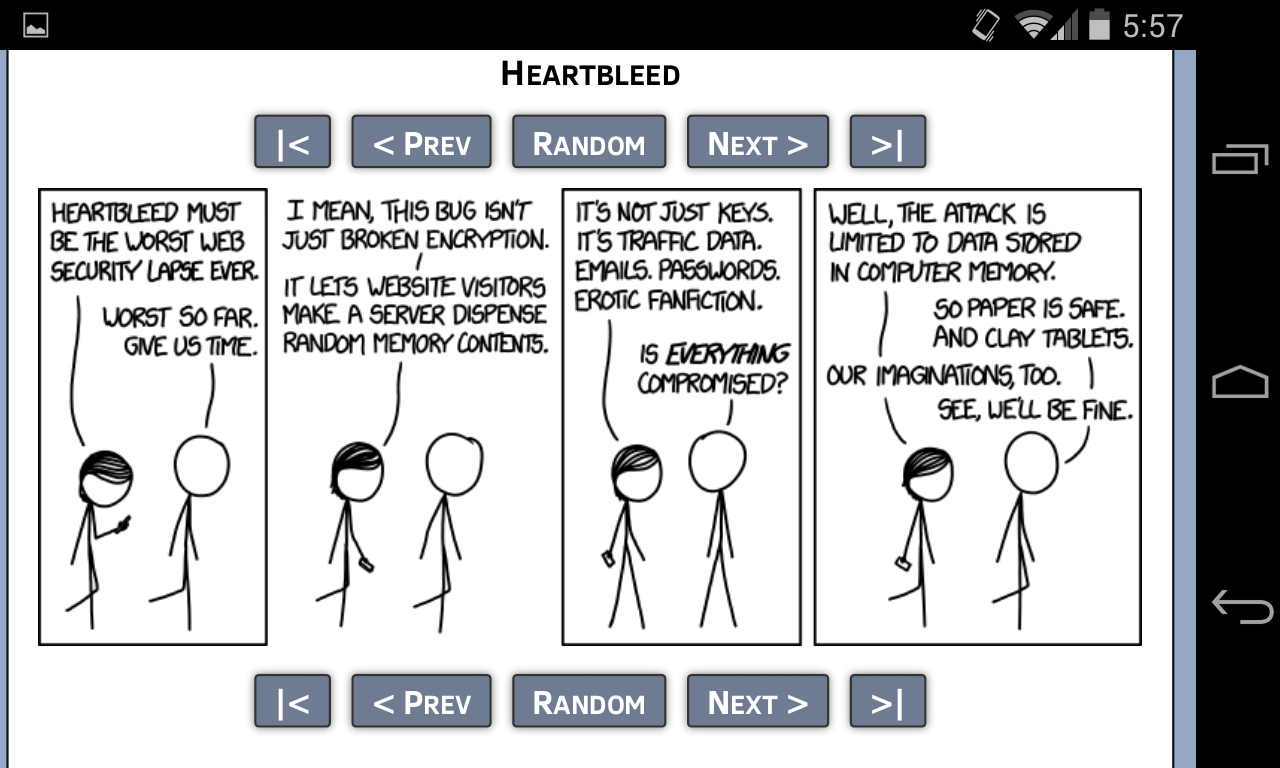 5:57
HEARTBLEED
|< < PREV RANDOM NEXT > >|
HEARTBLEED MUST
BE THE WORST WEB
SECURITY LAPSE EVER.
WORST SO FAR.
GIVE US TIME.
I MEAN, THIS BUG ISN'T
JUST BROKEN ENCRYPTION.
IT LETS WEBSITE VISITORS
MAKE A SERVER DISPENSE
RANDOM MEMORY CONTENTS.
IT'S NOT JUST KEYS.
IT'S TRAFFIC DATA.
EMAILS. PASSWORDS.
EROTIC FANFICTION.
IS EVERYTHING
COMPROMISED?
WELL, THE ATTACK IS
LIMITED TO DATA STORED
IN COMPUTER MEMORY.
SO PAPER IS SAFE.
AND CLAY TABLETS.
OUR IMAGINATIONS, TOO.
SEE, WE'LL BE FINE.
|< < PREV RANDOM NEXT > >|